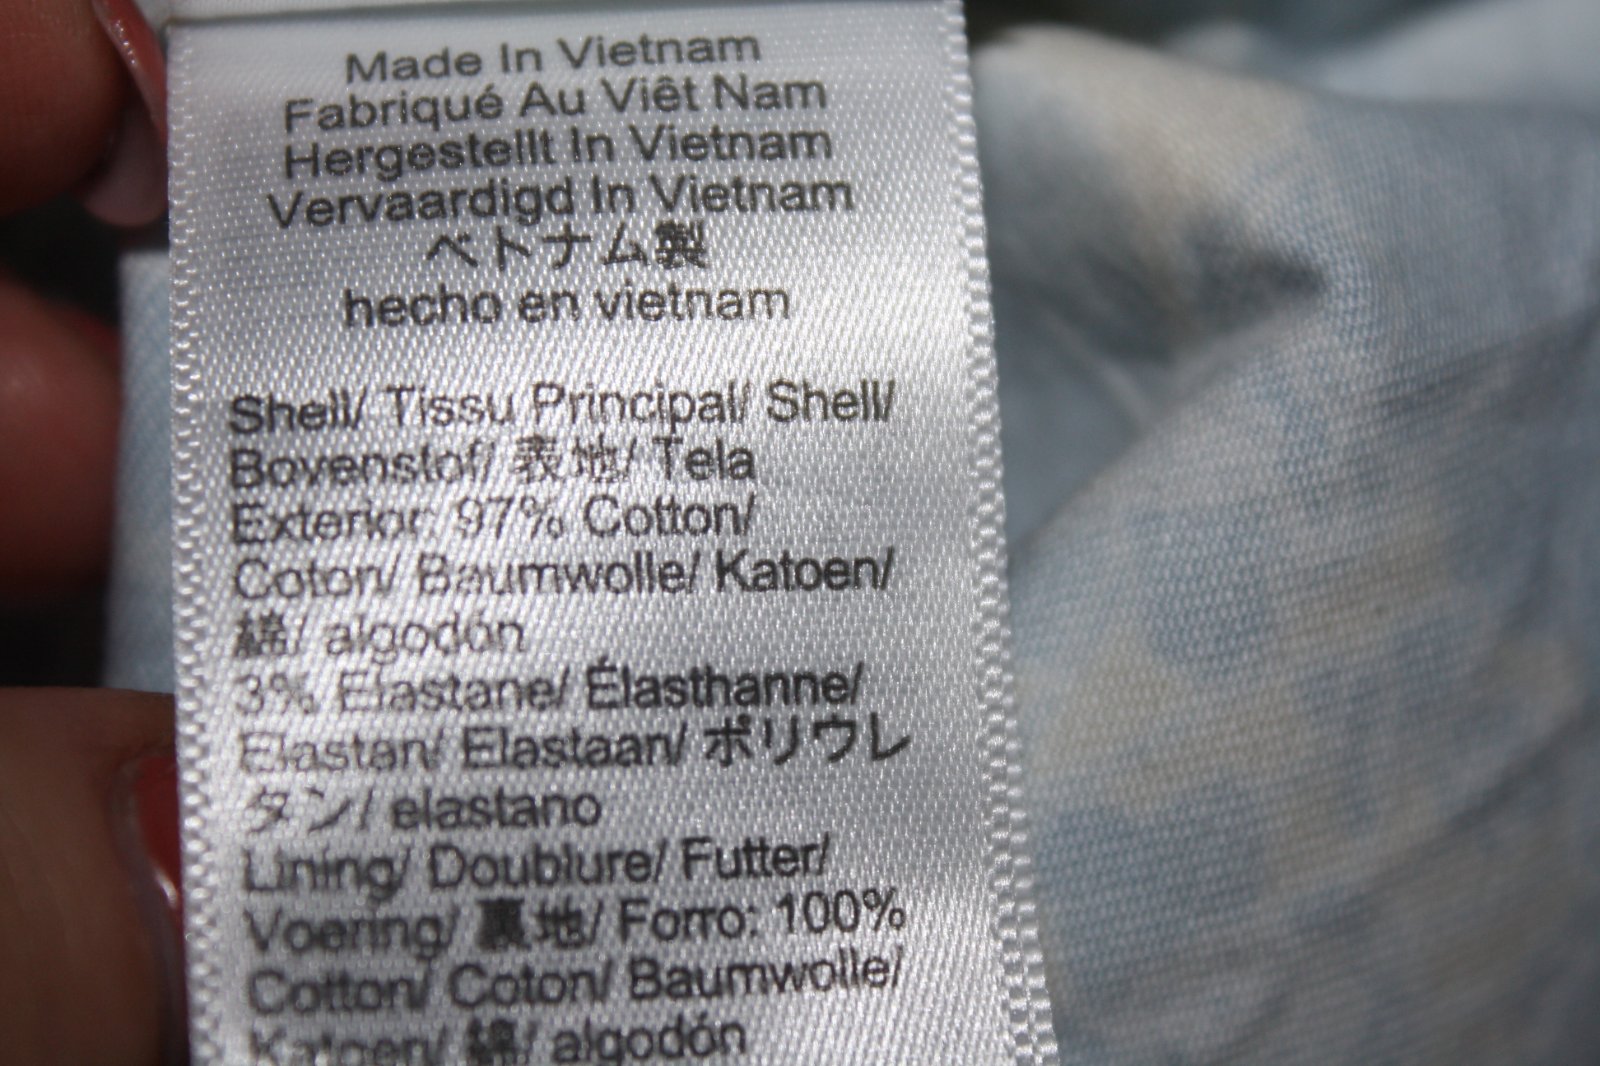 Made In Vietnam
Fabriqué Au Viêt Nam
Hergestellt In Vietnam
Vervaardigd In Vietnam
ベトナム製
hecho en vietnam
Shell/ Tissu Principal/ Shell/
Bovenstof/ 表地/ Tela
Exterior: 97% Cotton/
Coton/ Baumwolle/ Katoen/
綿/ algodón
3% Elastane/ Élasthanne/
Elastan/ Elastaan/ ポリウレ
タン/ elastano
Lining/ Doublure/ Futter/
Voering/ 裏地/ Forro: 100%
Cotton/ Coton/ Baumwolle/
Katoen/ 綿/ algodón